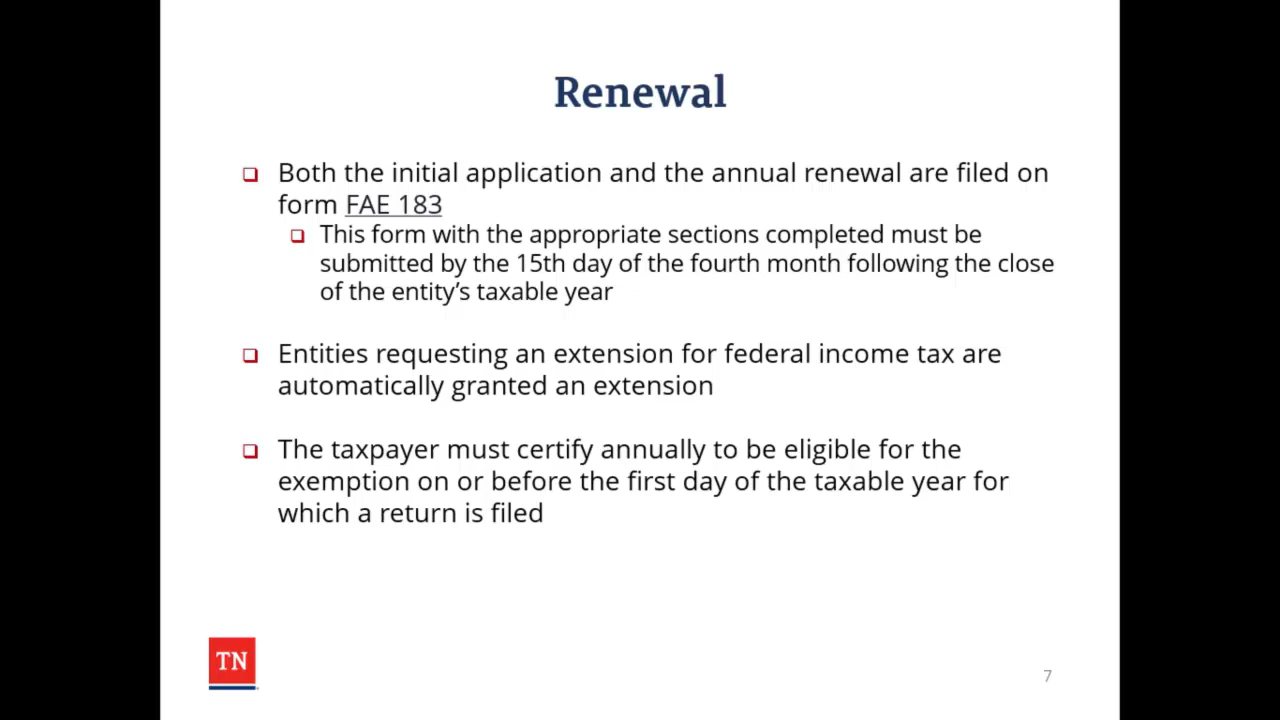 Renewal
Both the initial application and the annual renewal are filed on
form FAE 183
This form with the appropriate sections completed must be
submitted by the 15th day of the fourth month following the close
of the entity's taxable year
Entities requesting an extension for federal income tax are
automatically granted an extension
The taxpayer must certify annually to be eligible for the
exemption on or before the first day of the taxable year for
which a return is filed
TN
7